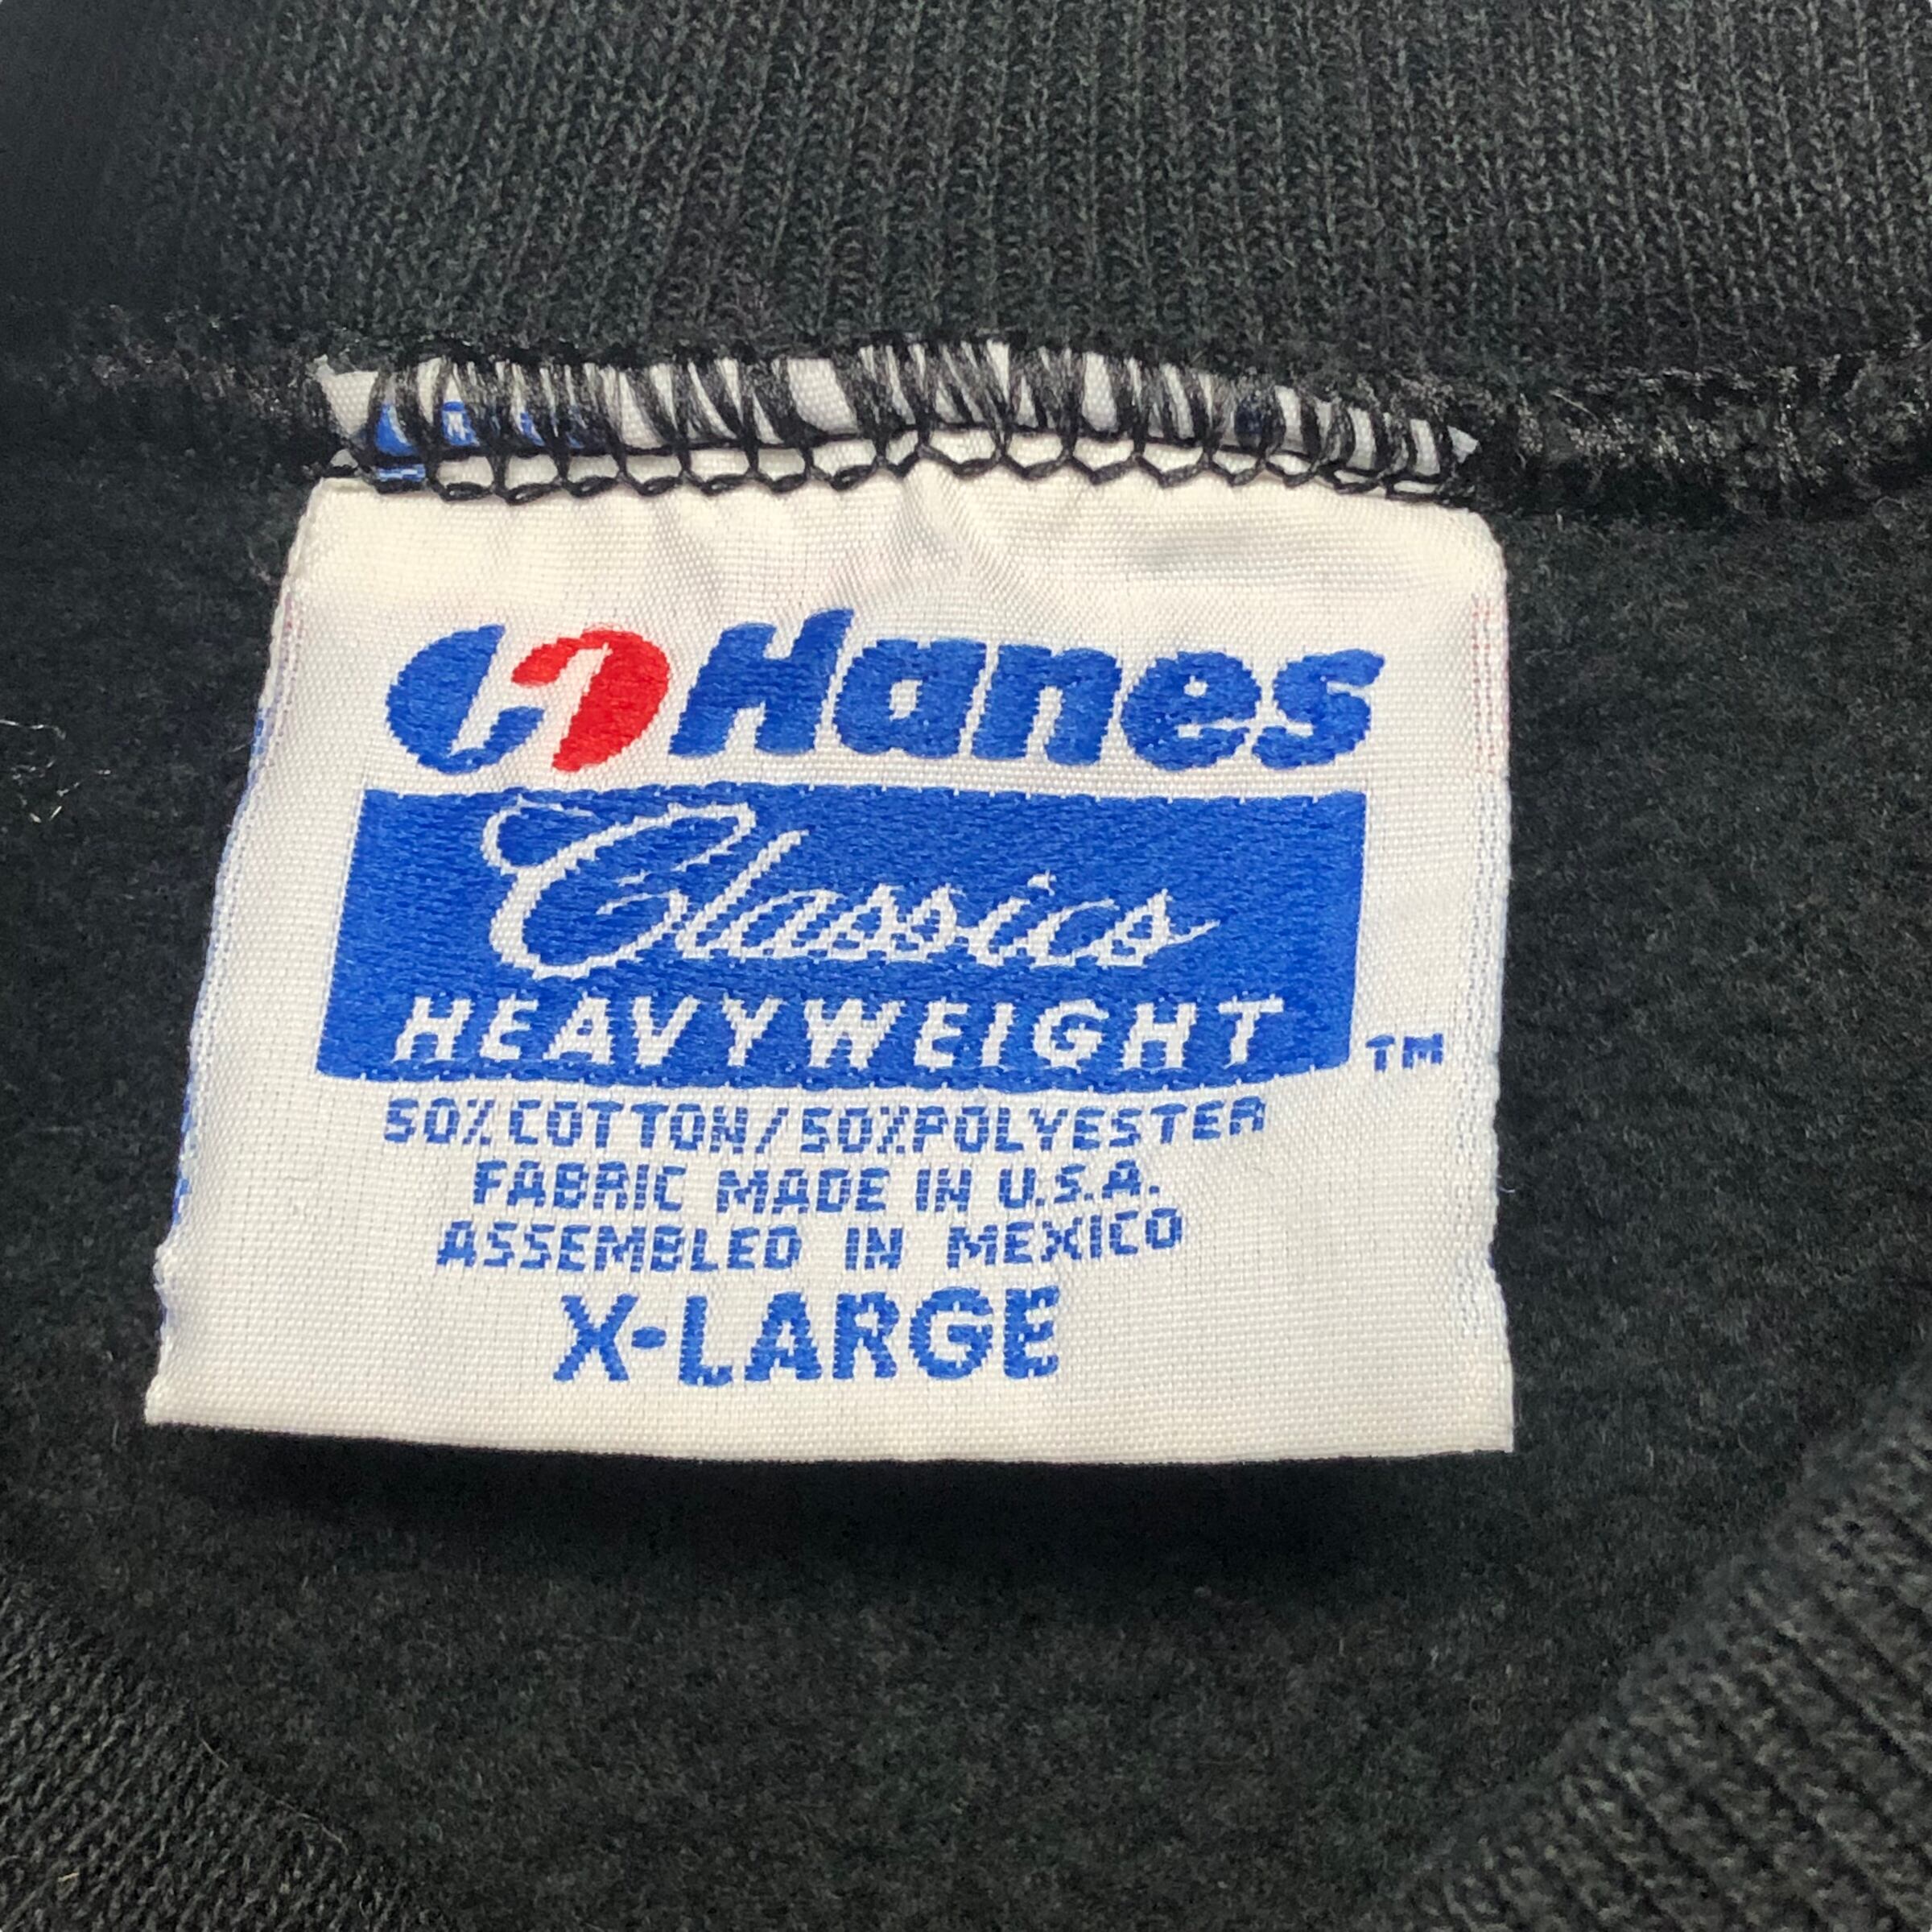 Hanes
Classics
HEAVYWEIGHT ™
50% COTTON/50% POLYESTER
FABRIC MADE IN U.S.A.
ASSEMBLED IN MEXICO
X-LARGE